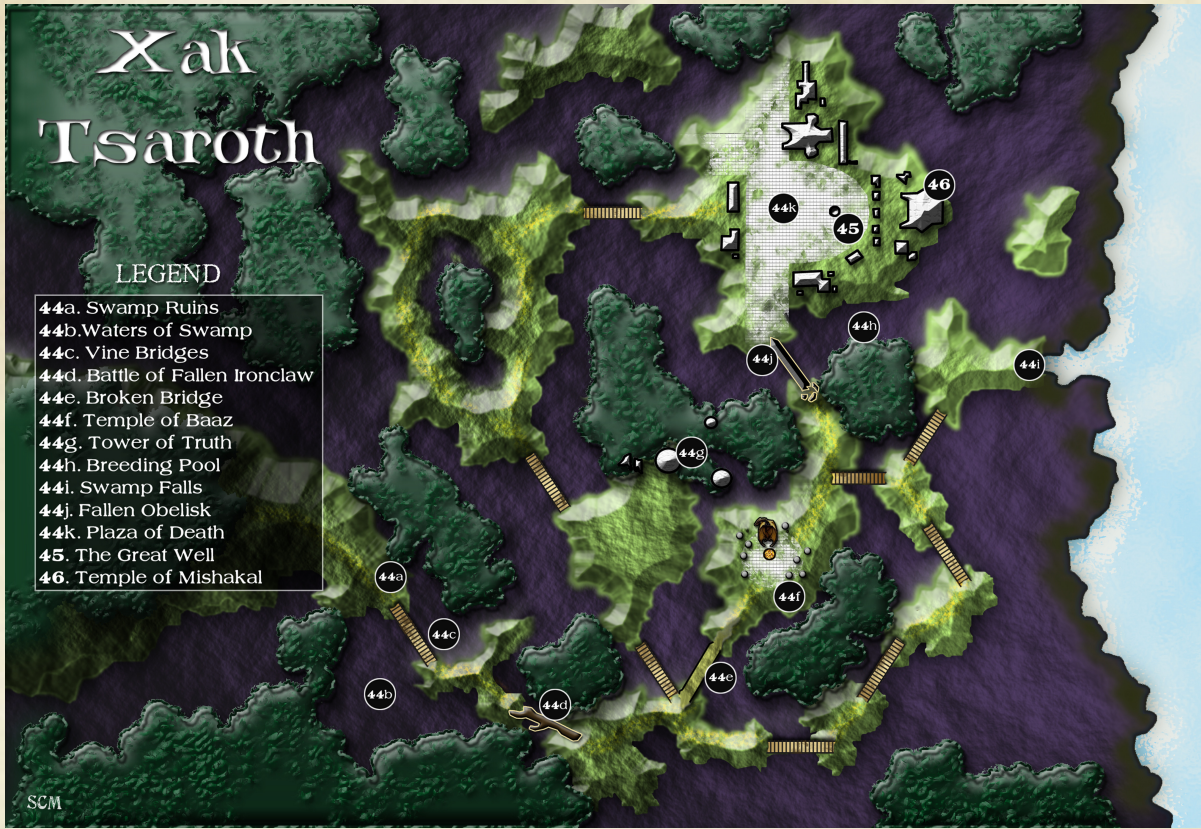 Xak
Tsaroth
LEGEND
44a. Swamp Ruins
44b.Waters of Swamp
44c. Vine Bridges
44d. Battle of Fallen Ironclaw
44e. Broken Bridge
44f. Temple of Baaz
44g. Tower of Truth
44h. Breeding Pool
44i. Swamp Falls
44j. Fallen Obelisk
44k. Plaza of Death
45. The Great Well
46. Temple of Mishakal
46
44k
45
44h
44j
44i
44g
44a
44f
44c
44e
44b
44d
SCM